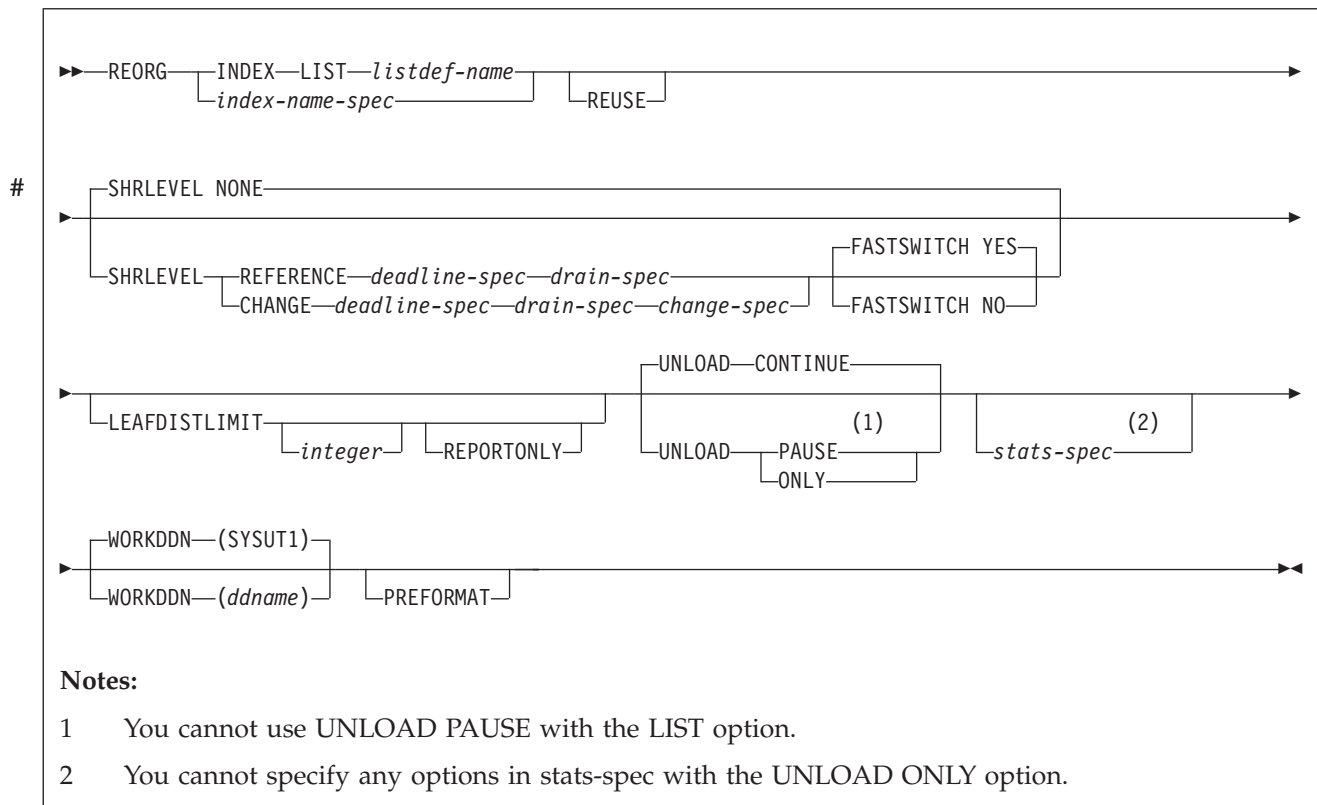 REORG INDEX LIST listdef-name
index-name-spec REUSE
# SHRLEVEL NONE
FASTSWITCH YES
SHRLEVEL REFERENCE deadline-spec drain-spec
CHANGE deadline-spec drain-spec change-spec FASTSWITCH NO
UNLOAD CONTINUE
LEAFDISTLIMIT (1) (2)
integer REPORTONLY UNLOAD PAUSE stats-spec
ONLY
WORKDDN (SYSUT1)
WORKDDN (ddname) PREFORMAT
Notes:
1 You cannot use UNLOAD PAUSE with the LIST option.
2 You cannot specify any options in stats-spec with the UNLOAD ONLY option.